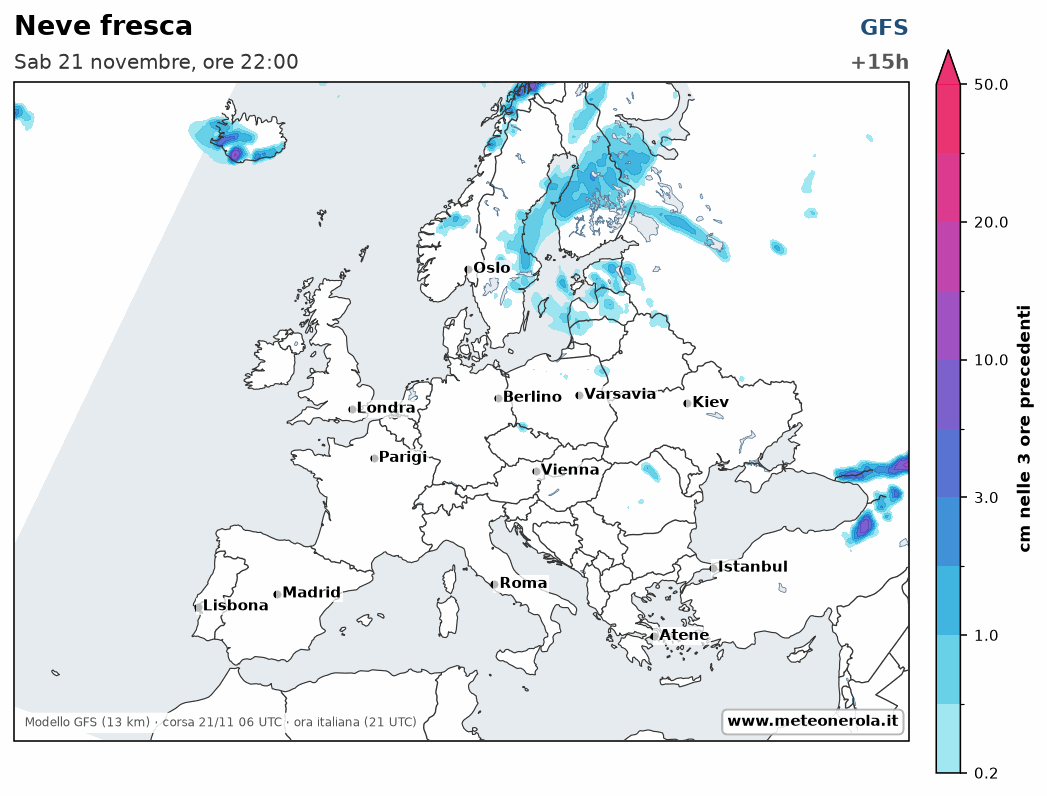 Neve fresca
GFS
Sab 21 novembre, ore 22:00
+15h
50.0
20.0
10.0
3.0
1.0
0.2
cm nelle 3 ore precedenti
Oslo
Londra
Berlino
Varsavia
Kiev
Parigi
Vienna
Istanbul
Roma
Madrid
Lisbona
Atene
Modello GFS (13 km) · corsa 21/11 06 UTC · ora italiana (21 UTC)
www.meteonerola.it